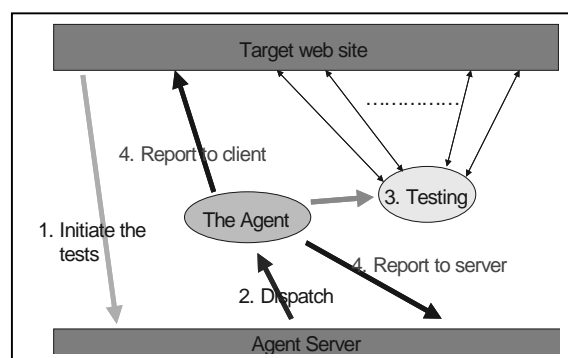 Target web site
...............
4. Report to client
3. Testing
The Agent
1. Initiate the
tests
4. Report to server
2. Dispatch
Agent Server